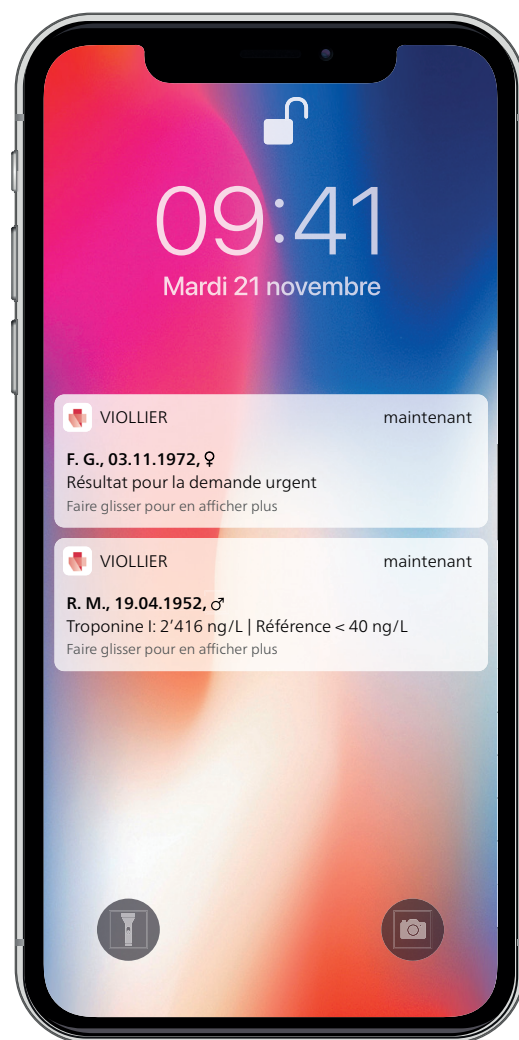 09:41
Mardi 21 novembre
VIOLLIER maintenant
F. G., 03.11.1972, ♀
Résultat pour la demande urgent
Faire glisser pour en afficher plus
VIOLLIER maintenant
R. M., 19.04.1952, ♂
Troponine I: 2’416 ng/L | Référence < 40 ng/L
Faire glisser pour en afficher plus